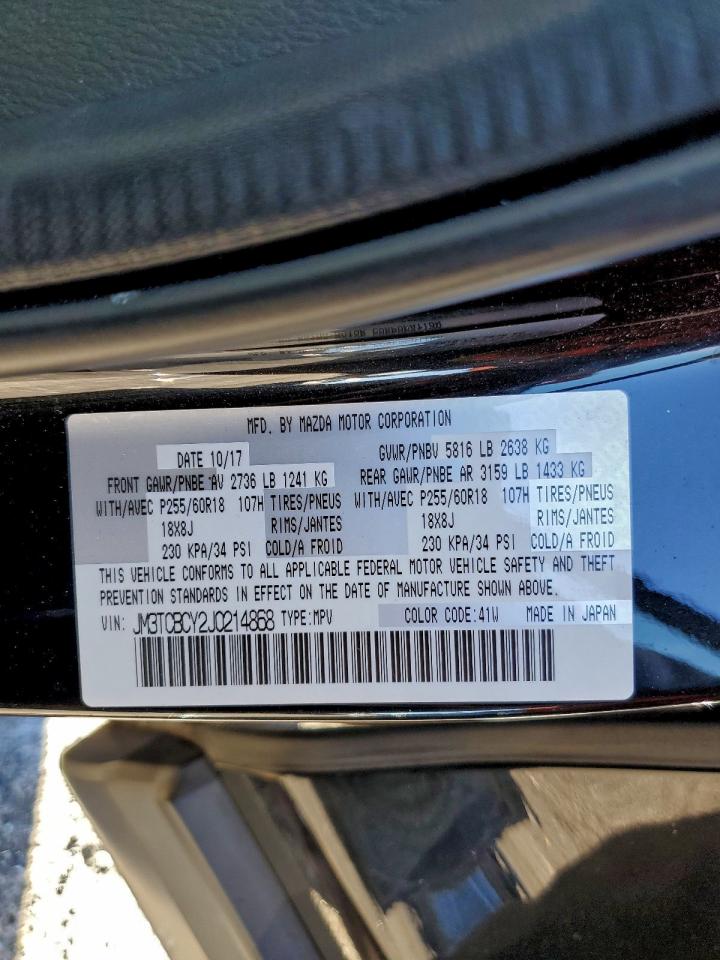 MFD. BY MAZDA MOTOR CORPORATION
DATE 10/17 GVWR/PNBV 5816 LB 2638 KG
FRONT GAWR/PNBE AV 2736 LB 1241 KG REAR GAWR/PNBE AR 3159 LB 1433 KG
WITH/AVEC P255/60R18 107H TIRES/PNEUS WITH/AVEC P255/60R18 107H TIRES/PNEUS
18X8J RIMS/JANTES 18X8J RIMS/JANTES
230 KPA/34 PSI COLD/A FROID 230 KPA/34 PSI COLD/A FROID
THIS VEHICLE CONFORMS TO ALL APPLICABLE FEDERAL MOTOR VEHICLE SAFETY AND THEFT
PREVENTION STANDARDS IN EFFECT ON THE DATE OF MANUFACTURE SHOWN ABOVE.
VIN: JM3TCBCY2J0214868 TYPE:MPV COLOR CODE:41W MADE IN JAPAN